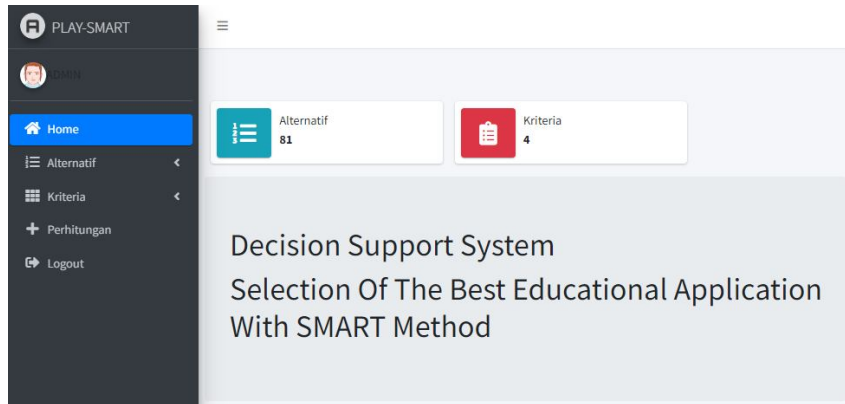 PLAY-SMART
ADMIN
Home
Alternatif
Kriteria
Perhitungan
Logout
Alternatif
81
Kriteria
4
Decision Support System
Selection Of The Best Educational Application
With SMART Method